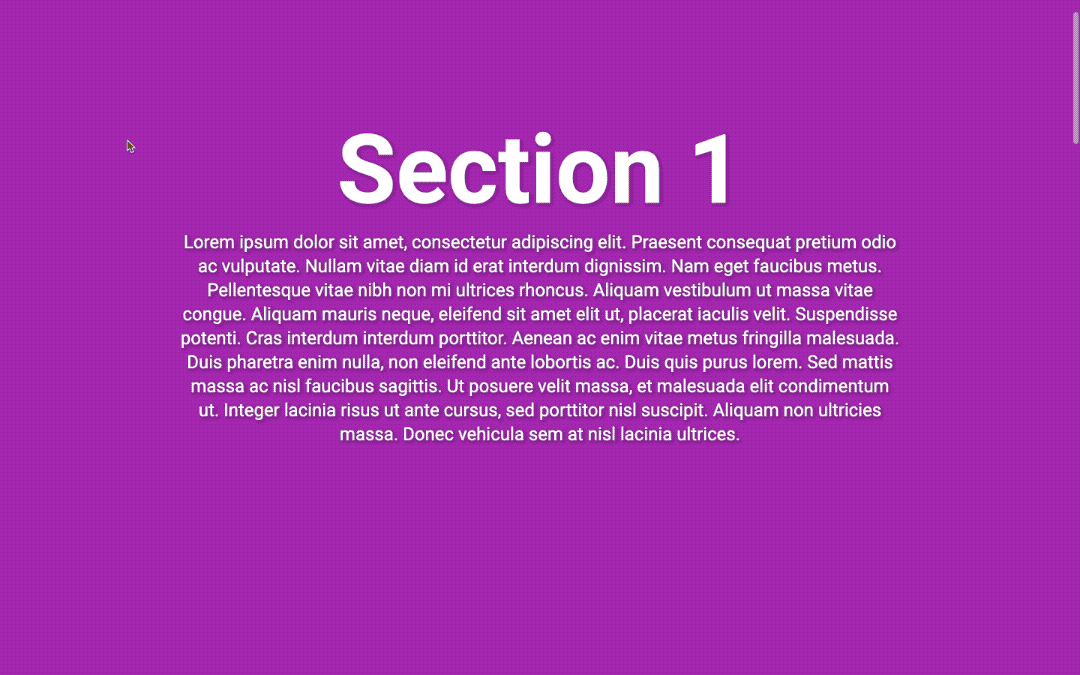 Section 1
Lorem ipsum dolor sit amet, consectetur adipiscing elit. Praesent consequat pretium odio
ac vulputate. Nullam vitae diam id erat interdum dignissim. Nam eget faucibus metus.
Pellentesque vitae nibh non mi ultrices rhoncus. Aliquam vestibulum ut massa vitae
congue. Aliquam mauris neque, eleifend sit amet elit ut, placerat iaculis velit. Suspendisse
potenti. Cras interdum interdum porttitor. Aenean ac enim vitae metus fringilla malesuada.
Duis pharetra enim nulla, non eleifend ante lobortis ac. Duis quis purus lorem. Sed mattis
massa ac nisl faucibus sagittis. Ut posuere velit massa, et malesuada elit condimentum
ut. Integer lacinia risus ut ante cursus, sed porttitor nisl suscipit. Aliquam non ultricies
massa. Donec vehicula sem at nisl lacinia ultrices.